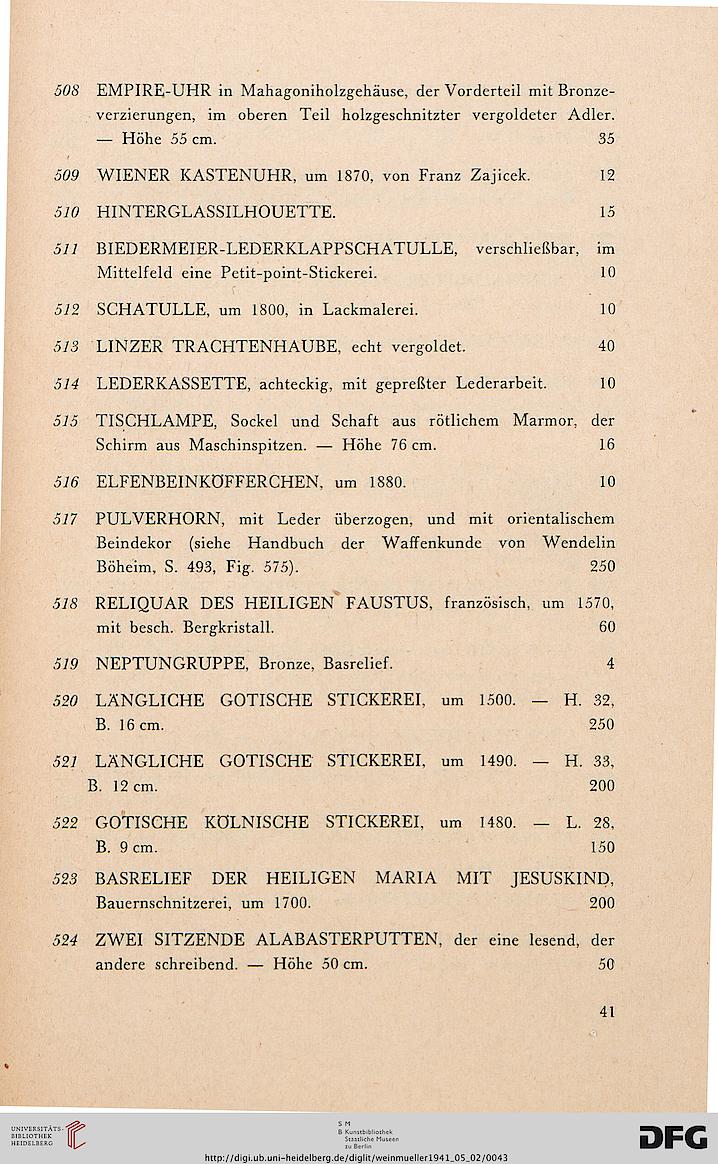 508 EMPIRE-UHR in Mahagoniholzgehäuse, der Vorderteil mit Bronze-
verzierungen, im oberen Teil holzgeschnitzter vergoldeter Adler.
— Höhe 55 cm. 35
509 WIENER KASTENUHR, um 1870, von Franz Zajicek. 12
510 HINTERGLASSILHOUETTE. 15
511 BIEDERMEIER-LEDERKLAPPSCHATULLE, verschließbar, im
Mittelfeld eine Petit-point-Stickerei. 10
512 SCHATULLE, um 1800, in Lackmalerei. 10
513 LINZER TRACHTENHAUBE, echt vergoldet. 40
514 LEDERKASSETTE, achteckig, mit gepreßter Lederarbeit. 10
515 TISCHLAMPE, Sockel und Schaft aus rötlichem Marmor, der
Schirm aus Maschinspitzen. — Höhe 76 cm. 16
516 ELFENBEINKÖFFERCHEN, um 1880. 10
517 PULVERHORN, mit Leder überzogen, und mit orientalischem
Beindekor (siehe Handbuch der Waffenkunde von Wendelin
Böheim, S. 493, Fig. 575). 250
518 RELIQUAR DES HEILIGEN FAUSTUS, französisch, um 1570,
mit besch. Bergkristall. 60
519 NEPTUNGRUPPE, Bronze, Basrelief. 4
520 LÄNGLICHE GOTISCHE STICKEREI, um 1500. — H. 32,
B. 16 cm. 250
521 LÄNGLICHE GOTISCHE STICKEREI, um 1490. — H. 33,
B. 12 cm. 200
522 GOTISCHE KÖLNISCHE STICKEREI, um 1480. — L. 28,
B. 9 cm. 150
523 BASRELIEF DER HEILIGEN MARIA MIT JESUSKIND,
Bauernschnitzerei, um 1700. 200
524 ZWEI SITZENDE ALABASTERPUTTEN, der eine lesend, der
andere schreibend. — Höhe 50 cm. 50
41
UNIVERSITÄTS-
BIBLIOTHEK
HEIDELBERG
S M
B Kunstbibliothek
Staatliche Museen
zu Berlin
DFG
http://digi.ub.uni-heidelberg.de/diglit/weinmueller1941_05_02/0043